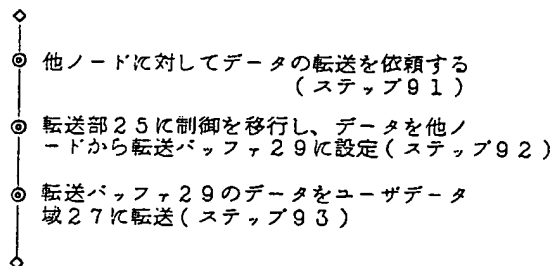 他ノードに対してデータの転送を依頼する
(ステップ91)
転送部25に制御を移行し、データを他ノ
ードから転送バッファ29に設定(ステップ92)
転送バッファ29のデータをユーザデータ
域27に転送(ステップ93)